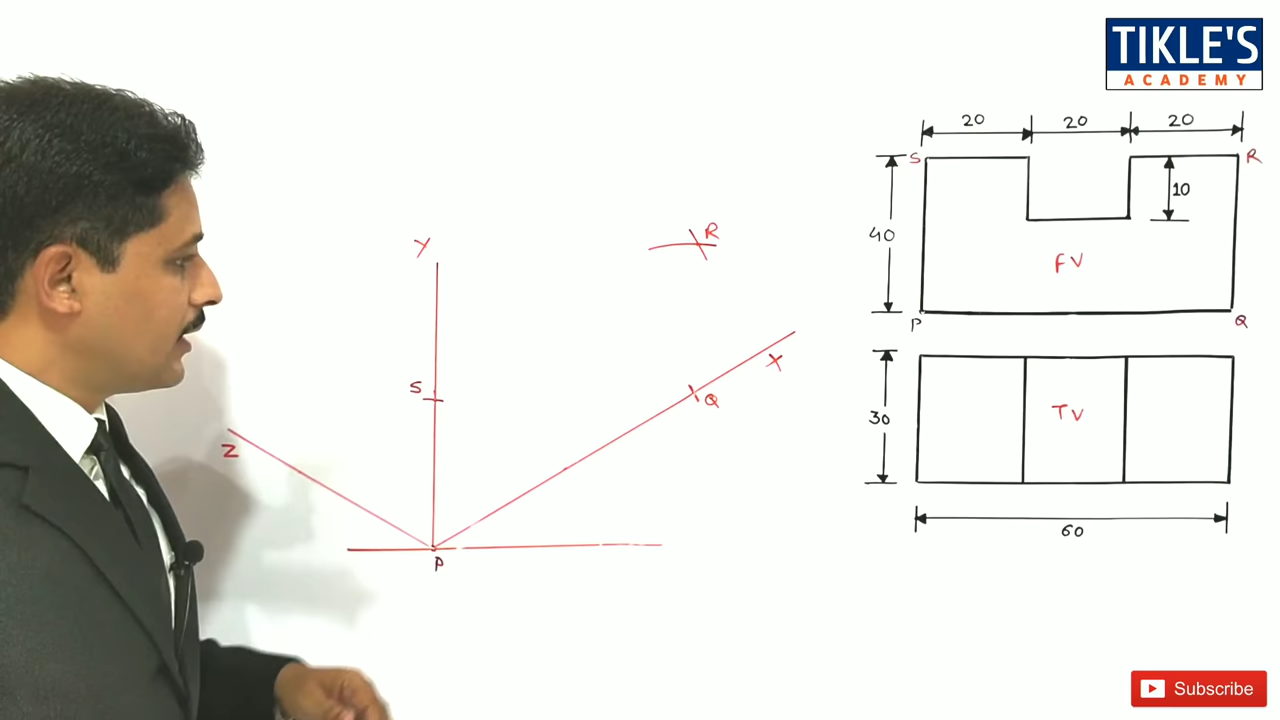 TIKLE'S
ACADEMY
20 20 20
S R
10
40
FV
P Q
30
TV
60
Y
R
S
X
Q
Z
P
Subscribe